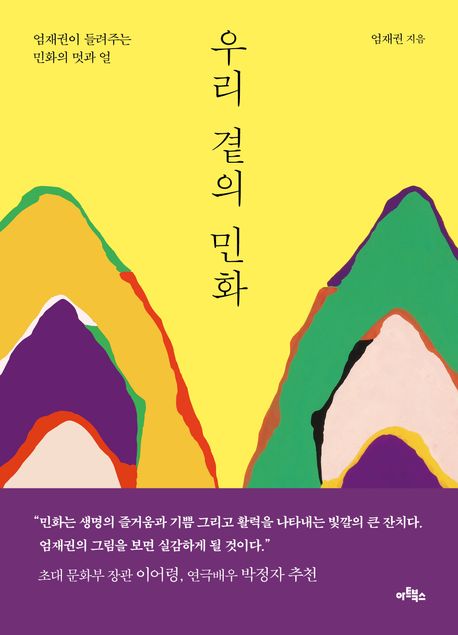 엄재권이 들려주는
민화의 멋과 얼
우리 곁의 민화
엄재권 지음
“민화는 생명의 즐거움과 기쁨 그리고 활력을 나타내는 빛깔의 큰 잔치다.
엄재권의 그림을 보면 실감하게 될 것이다.”
초대 문화부 장관 이어령, 연극배우 박정자 추천
아트북스